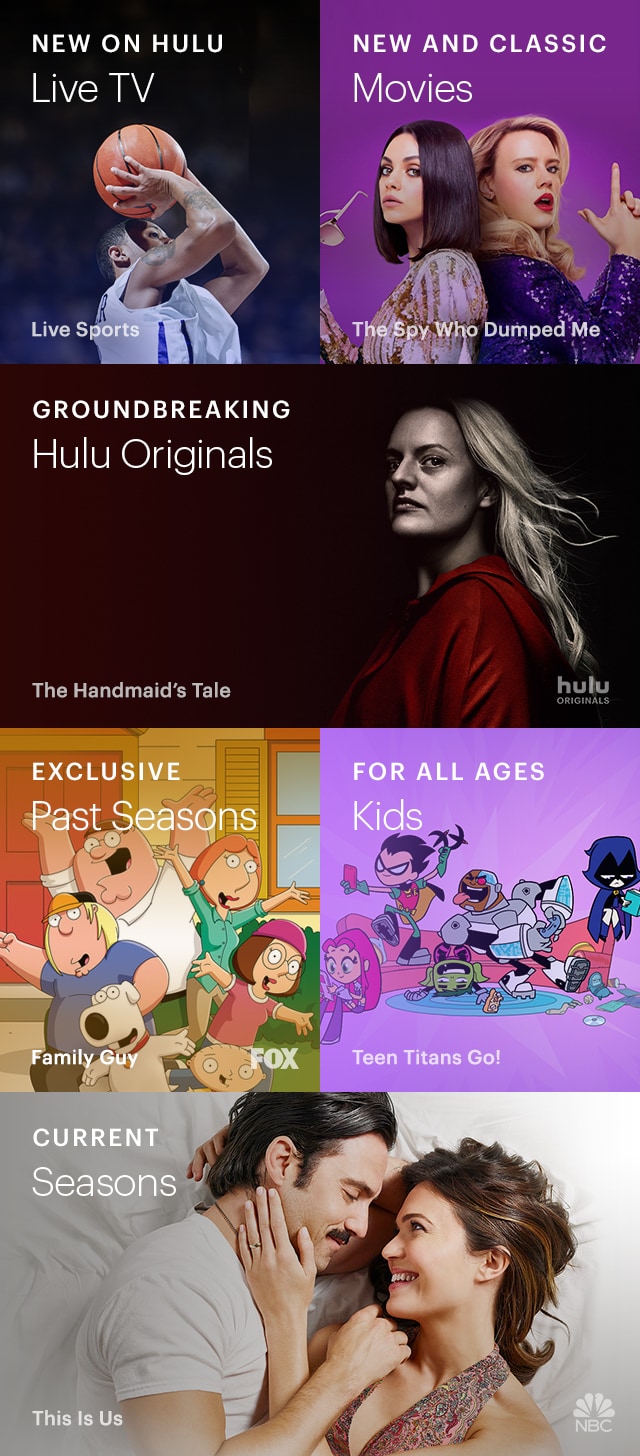 NEW ON HULU
Live TV
Live Sports
NEW AND CLASSIC
Movies
The Spy Who Dumped Me
GROUNDBREAKING
Hulu Originals
The Handmaid's Tale
hulu
ORIGINALS
EXCLUSIVE
Past Seasons
Family Guy
FOX
FOR ALL AGES
Kids
Teen Titans Go!
CURRENT
Seasons
This Is Us
NBC